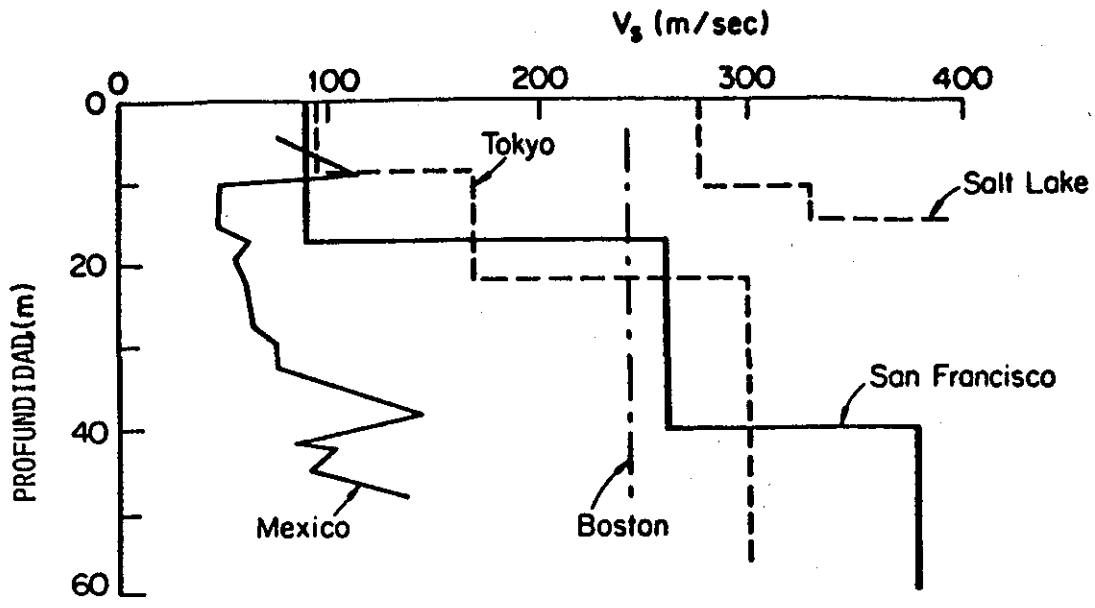 Vs (m/sec)
0 100 200 300 400
0
20
40
60
PROFUNDIDAD,(m)
Tokyo
Salt Lake
San Francisco
Mexico
Boston